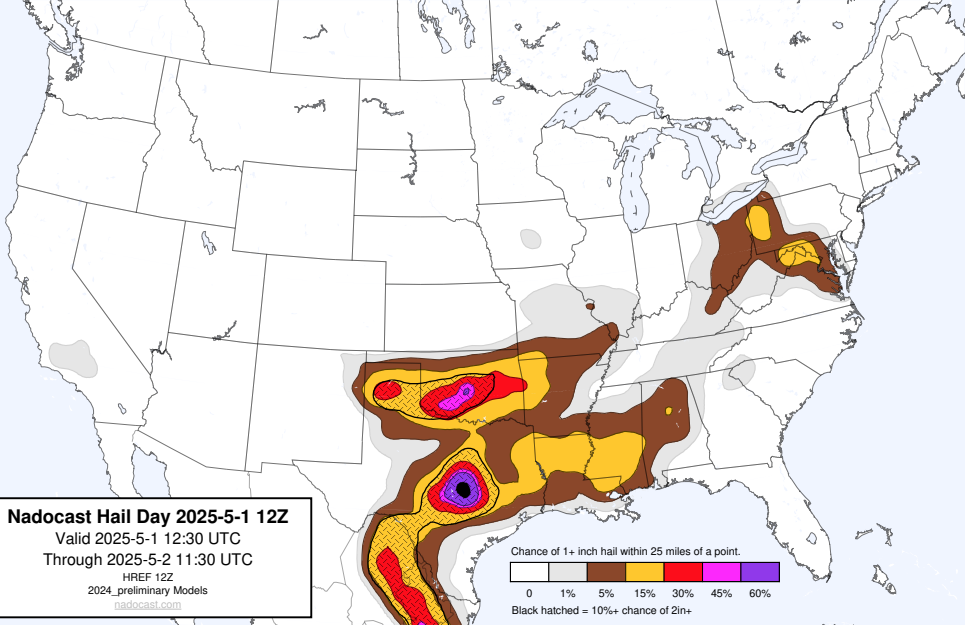 Nadocast Hail Day 2025-5-1 12Z
Valid 2025-5-1 12:30 UTC
Through 2025-5-2 11:30 UTC
HREF 12Z
2024_preliminary Models
nadocast.com
Chance of 1+ inch hail within 25 miles of a point.
0 1% 5% 15% 30% 45% 60%
Black hatched = 10%+ chance of 2in+